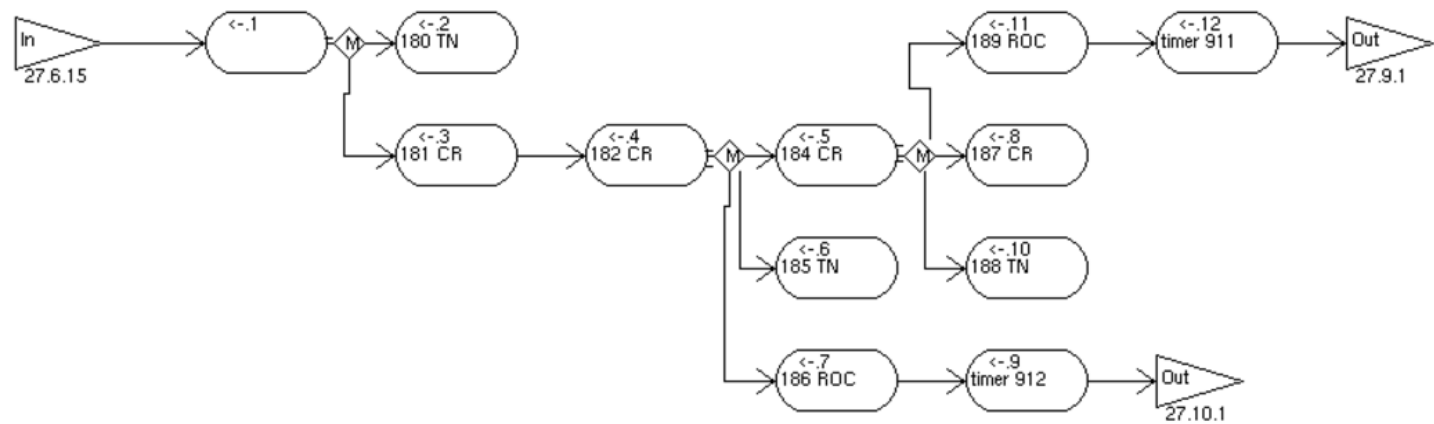 In
27.6.15
<-.1
M
<-.2
180 TN
<-.11
189 ROC
<-.12
timer 911
Out
27.9.1
<-.3
181 CR
<-.4
182 CR
M
<-.5
184 CR
M
<-.8
187 CR
<-.6
185 TN
<-.10
188 TN
<-.7
186 ROC
<-.9
timer 912
Out
27.10.1